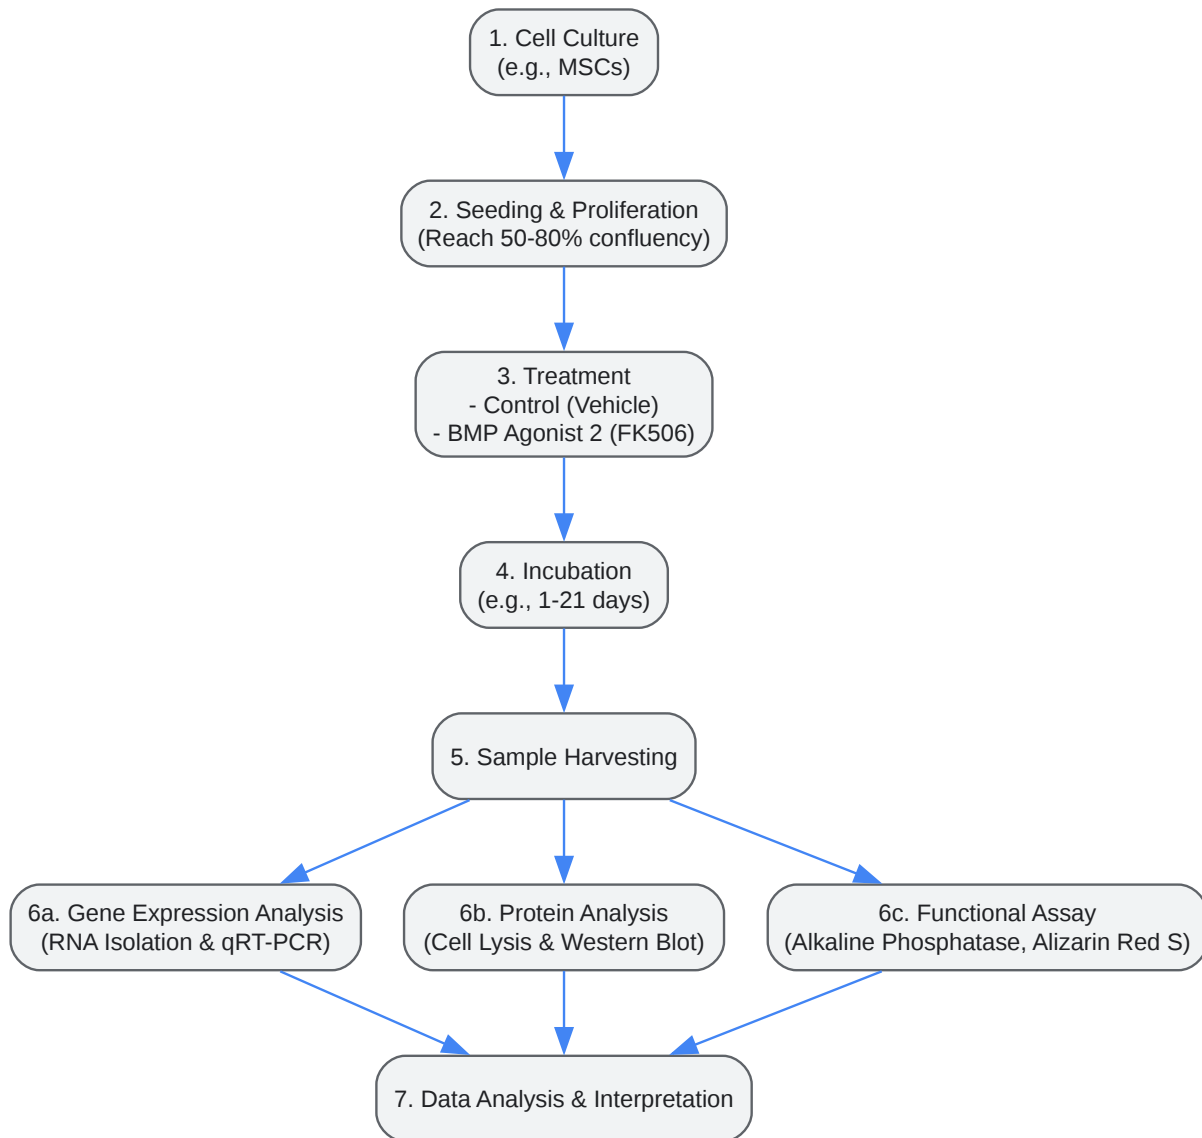 1. Cell Culture
(e.g., MSCs)
2. Seeding & Proliferation
(Reach 50-80% confluency)
3. Treatment
- Control (Vehicle)
- BMP Agonist 2 (FK506)
4. Incubation
(e.g., 1-21 days)
5. Sample Harvesting
6a. Gene Expression Analysis
(RNA Isolation & qRT-PCR)
6b. Protein Analysis
(Cell Lysis & Western Blot)
6c. Functional Assay
(Alkaline Phosphatase, Alizarin Red S)
7. Data Analysis & Interpretation